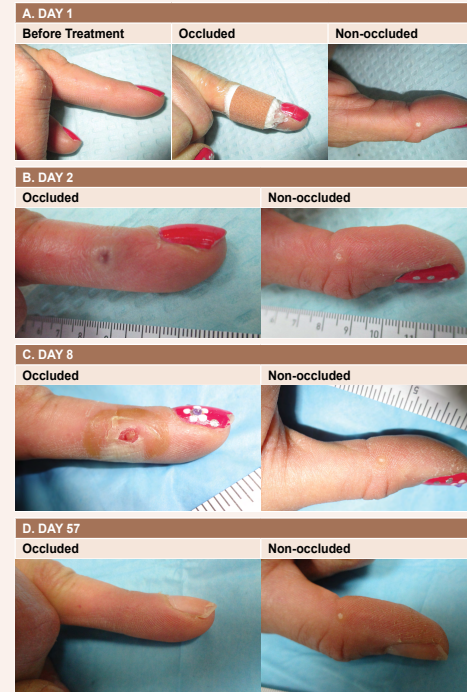 A. DAY 1
Before Treatment Occluded Non-occluded
B. DAY 2
Occluded Non-occluded
C. DAY 8
Occluded Non-occluded
D. DAY 57
Occluded Non-occluded